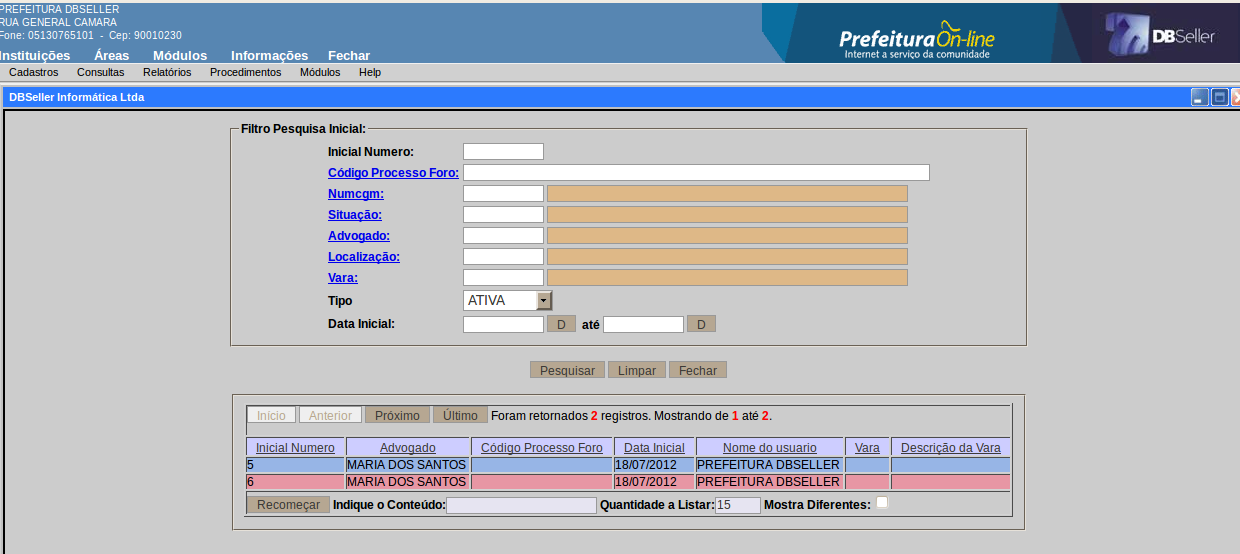 PREFEITURA DBSELLER
RUA GENERAL CAMARA
Fone: 05130765101 - Cep: 90010230
Instituições Áreas Módulos Informações Fechar
Prefeitura On-line
Internet a serviço da comunidade
DBSeller
Cadastros Consultas Relatórios Procedimentos Módulos Help
DBSeller Informática Ltda
Filtro Pesquisa Inicial:
Inicial Numero:
Código Processo Foro:
Numcgm:
Situação:
Advogado:
Localização:
Vara:
Tipo ATIVA
Data Inicial: D até D
Pesquisar Limpar Fechar
Início Anterior Próximo Último Foram retornados 2 registros. Mostrando de 1 até 2.
Inicial Numero Advogado Código Processo Foro Data Inicial Nome do usuario Vara Descrição da Vara
5 MARIA DOS SANTOS 18/07/2012 PREFEITURA DBSELLER
6 MARIA DOS SANTOS 18/07/2012 PREFEITURA DBSELLER
Recomeçar Indique o Conteúdo: Quantidade a Listar: 15 Mostra Diferentes: